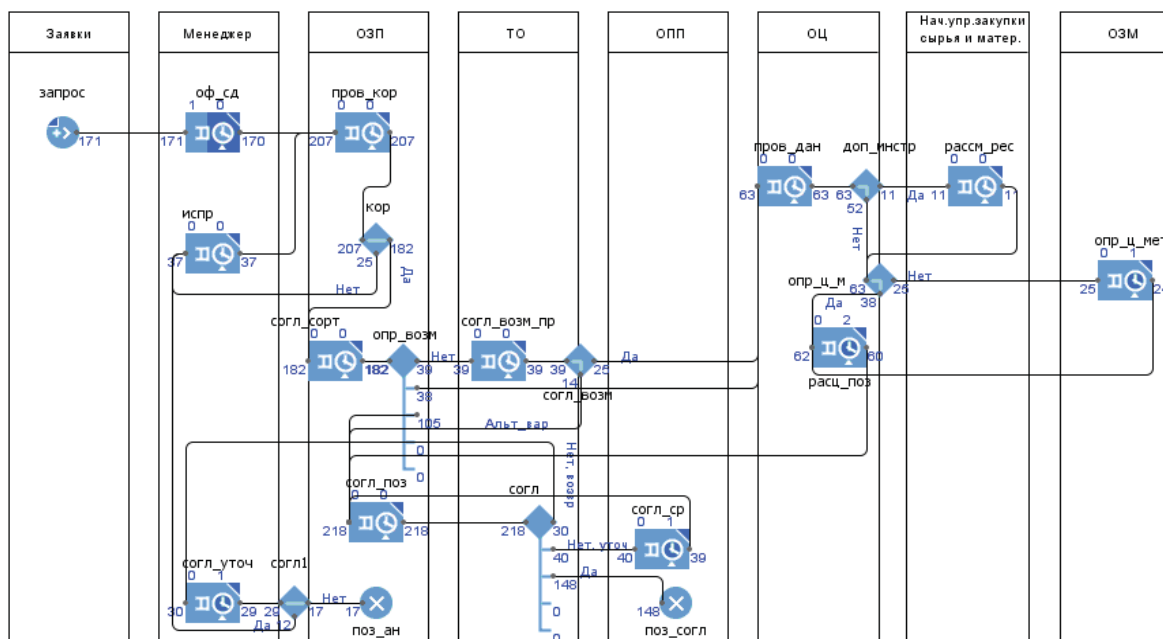 Заявки
Менеджер
ОЗП
ТО
ОПП
ОЦ
Нач.упр.закупки
сырья и матер.
ОЗМ
запрос
171
оф_сд
1 0
171 170
пров_кор
0 0
207 207
пров_дан
0 0
63 63
доп_инстр
63 11
52
Да
Нет
рассм_рес
0 0
11 11
испр
0 0
37 37
кор
207 182
25
Да
Нет
опр_ц_м
63 25
38
Нет
Да
опр_ц_мет
0 1
25 24
согл_сорт
0 0
182 182
опр_возм
182 39
38
105
0
0
Нет
согл_возм_пр
0 0
39 39
согл_возм
39 25
14
Да
Альт_вар
0 2
62 60
расц_поз
согл_поз
0 0
218 218
согл
218 30
40
148
0
0
Нет, возвр
Нет, уточ
Да
согл_ср
0 1
40 39
согл_уточ
0 1
30 29
согл1
29 17
Да 12
Нет
17
поз_ан
148
поз_согл